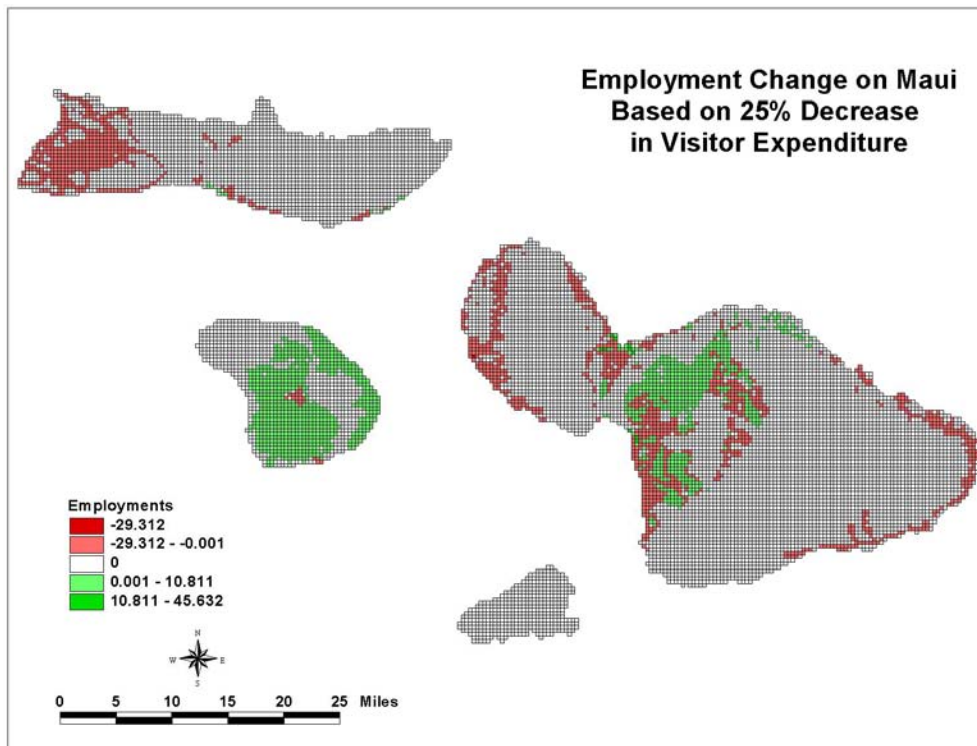 Employment Change on Maui
Based on 25% Decrease
in Visitor Expenditure
Employments
-29.312
-29.312 - -0.001
0
0.001 - 10.811
10.811 - 45.632
N
W E
S
0 5 10 15 20 25 Miles